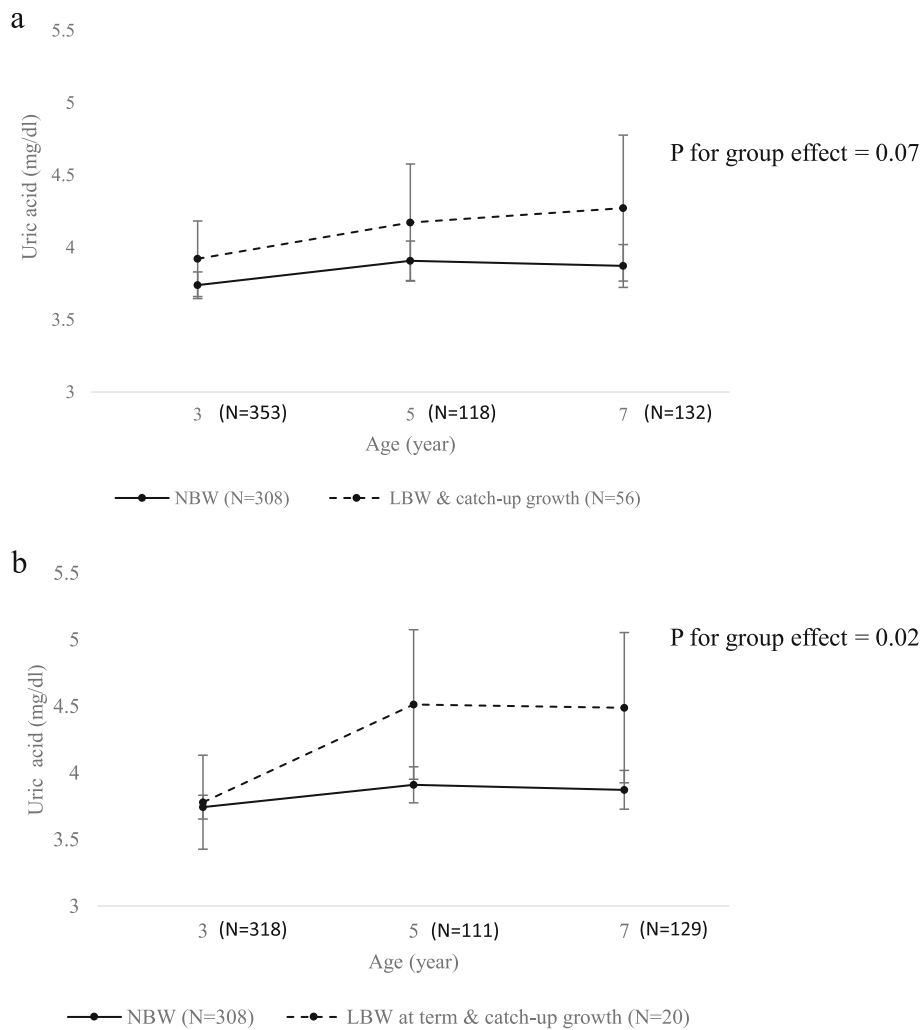 a
5.5
5
4.5
4
3.5
3
Uric acid (mg/dl)
P for group effect = 0.07
3 (N=353) 5 (N=118) 7 (N=132)
Age (year)
NBW (N=308) LBW & catch-up growth (N=56)
b
5.5
5
4.5
4
3.5
3
Uric acid (mg/dl)
P for group effect = 0.02
3 (N=318) 5 (N=111) 7 (N=129)
Age (year)
NBW (N=308) LBW at term & catch-up growth (N=20)